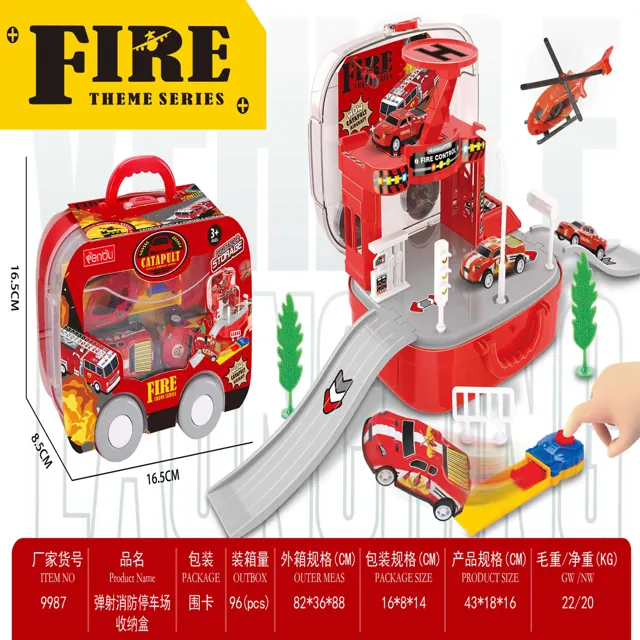 FIRE
THEME SERIES
H
FIRE
FIRE CONTROL
3+
CATAPULT
STORAGE
FIRE
THEME SERIES
16.5CM
8.5CM
16.5CM
厂家货号
ITEM NO
9987
品名
Product Name
弹射消防停车场
收纳盒
包装
PACKAGE
围卡
装箱量
OUTBOX
96(pcs)
外箱规格(CM)
OUTER MEAS
82*36*88
包装规格(CM)
PACKAGE SIZE
16*8*14
产品规格(CM)
PRODUCT SIZE
43*18*16
毛重/净重(KG)
GW /NW
22/20